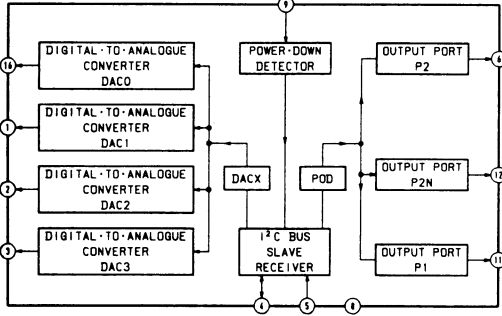 9
DIGITAL-TO-ANALOGUE
CONVERTER
DAC0
16
POWER-DOWN
DETECTOR
OUTPUT PORT
P2
6
DIGITAL-TO-ANALOGUE
CONVERTER
DAC1
1
DIGITAL-TO-ANALOGUE
CONVERTER
DAC2
2
DACX
POD
OUTPUT PORT
P2N
12
DIGITAL-TO-ANALOGUE
CONVERTER
DAC3
3
I²C BUS
SLAVE
RECEIVER
OUTPUT PORT
P1
11
4
5
8